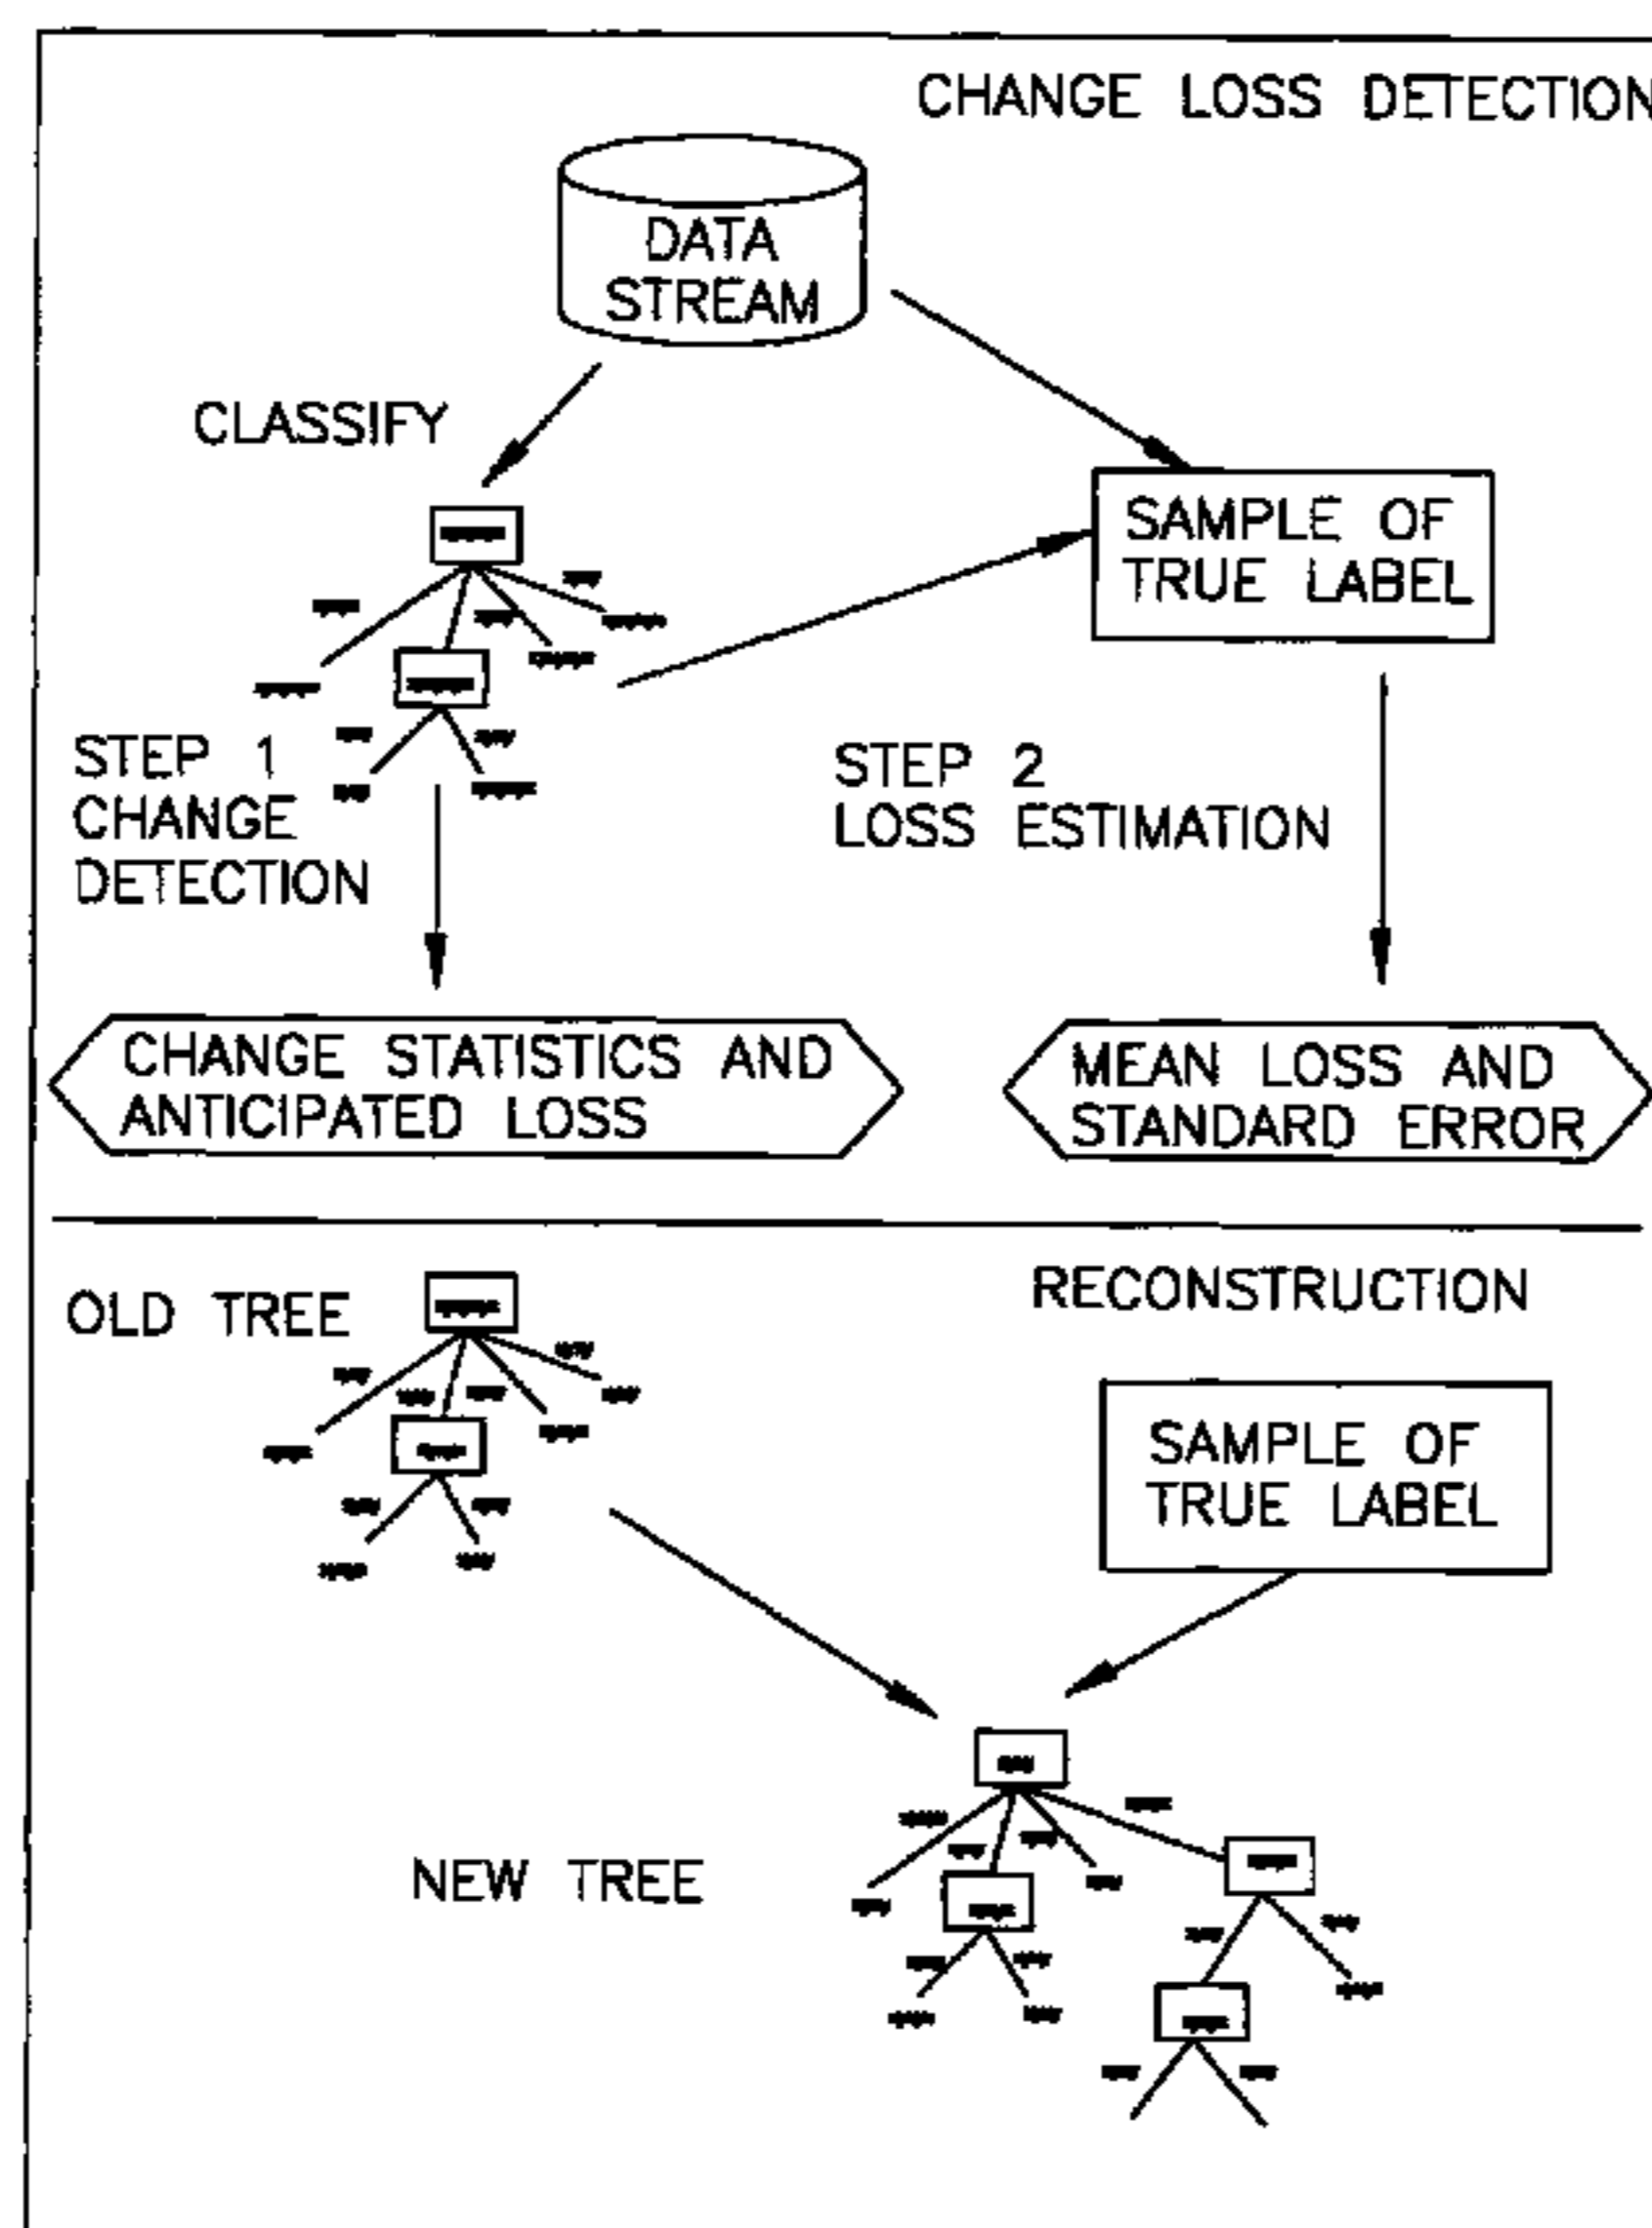 CHANGE LOSS DETECTION
DATA
STREAM
CLASSIFY
SAMPLE OF
TRUE LABEL
STEP 1
CHANGE
DETECTION
STEP 2
LOSS ESTIMATION
CHANGE STATISTICS AND
ANTICIPATED LOSS
MEAN LOSS AND
STANDARD ERROR
OLD TREE
RECONSTRUCTION
SAMPLE OF
TRUE LABEL
NEW TREE